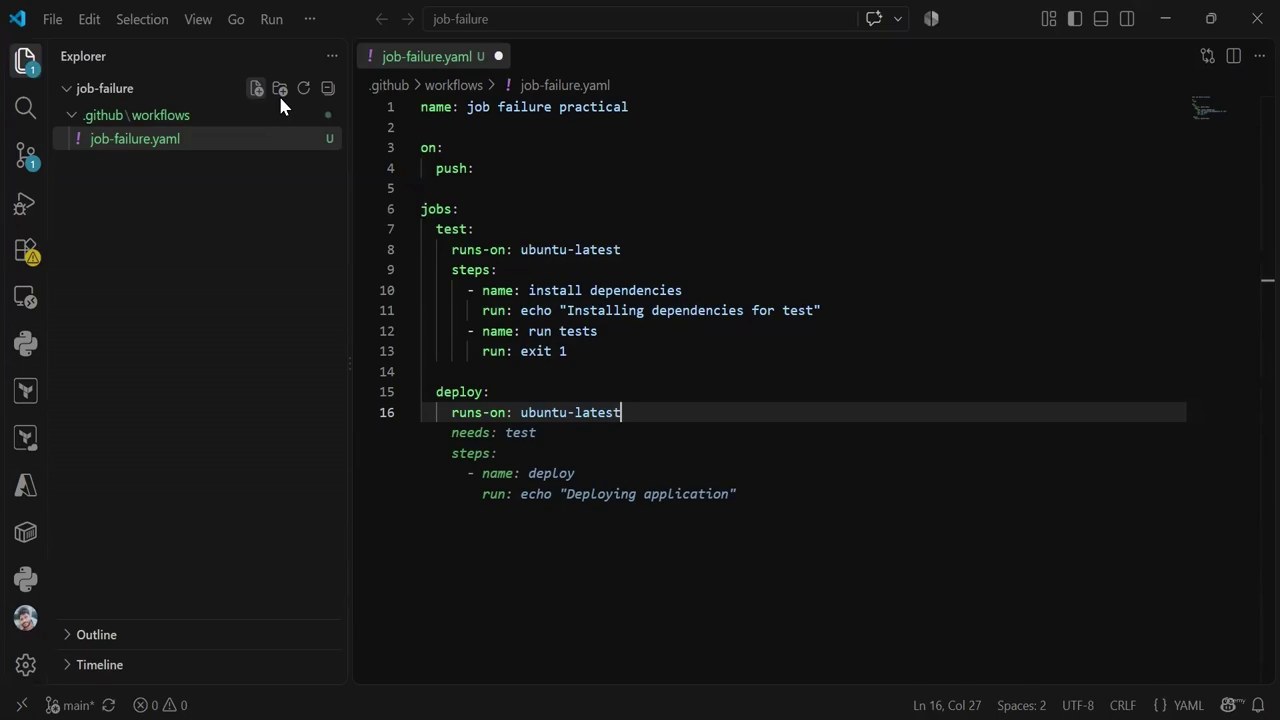 File Edit Selection View Go Run ···
job-failure
Explorer
job-failure
.github\workflows
! job-failure.yaml U
Outline
Timeline
! job-failure.yaml U
.github > workflows > ! job-failure.yaml
1 name: job failure practical
2
3 on:
4 push:
5
6 jobs:
7 test:
8 runs-on: ubuntu-latest
9 steps:
10 - name: install dependencies
11 run: echo "Installing dependencies for test"
12 - name: run tests
13 run: exit 1
14
15 deploy:
16 runs-on: ubuntu-latest
needs: test
steps:
- name: deploy
run: echo "Deploying application"
1
1
main* 0 0 Ln 16, Col 27 Spaces: 2 UTF-8 CRLF {} YAML